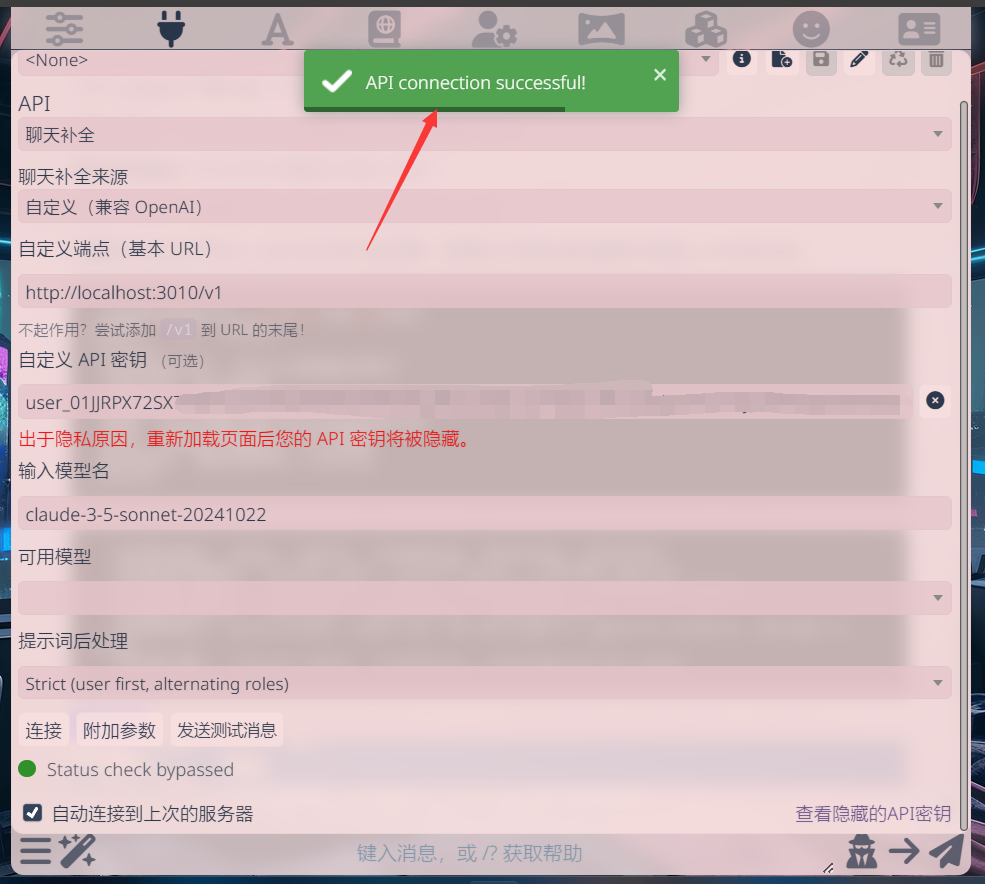 <None>
API connection successful!
API
聊天补全
聊天补全来源
自定义（兼容 OpenAI）
自定义端点（基本 URL）
http://localhost:3010/v1
不起作用？尝试添加 /v1 到 URL 的末尾！
自定义 API 密钥 （可选）
user_01JJRPX72SX
出于隐私原因，重新加载页面后您的 API 密钥将被隐藏。
输入模型名
claude-3-5-sonnet-20241022
可用模型
提示词后处理
Strict (user first, alternating roles)
连接 附加参数 发送测试消息
Status check bypassed
自动连接到上次的服务器 查看隐藏的API密钥
键入消息，或 /? 获取帮助